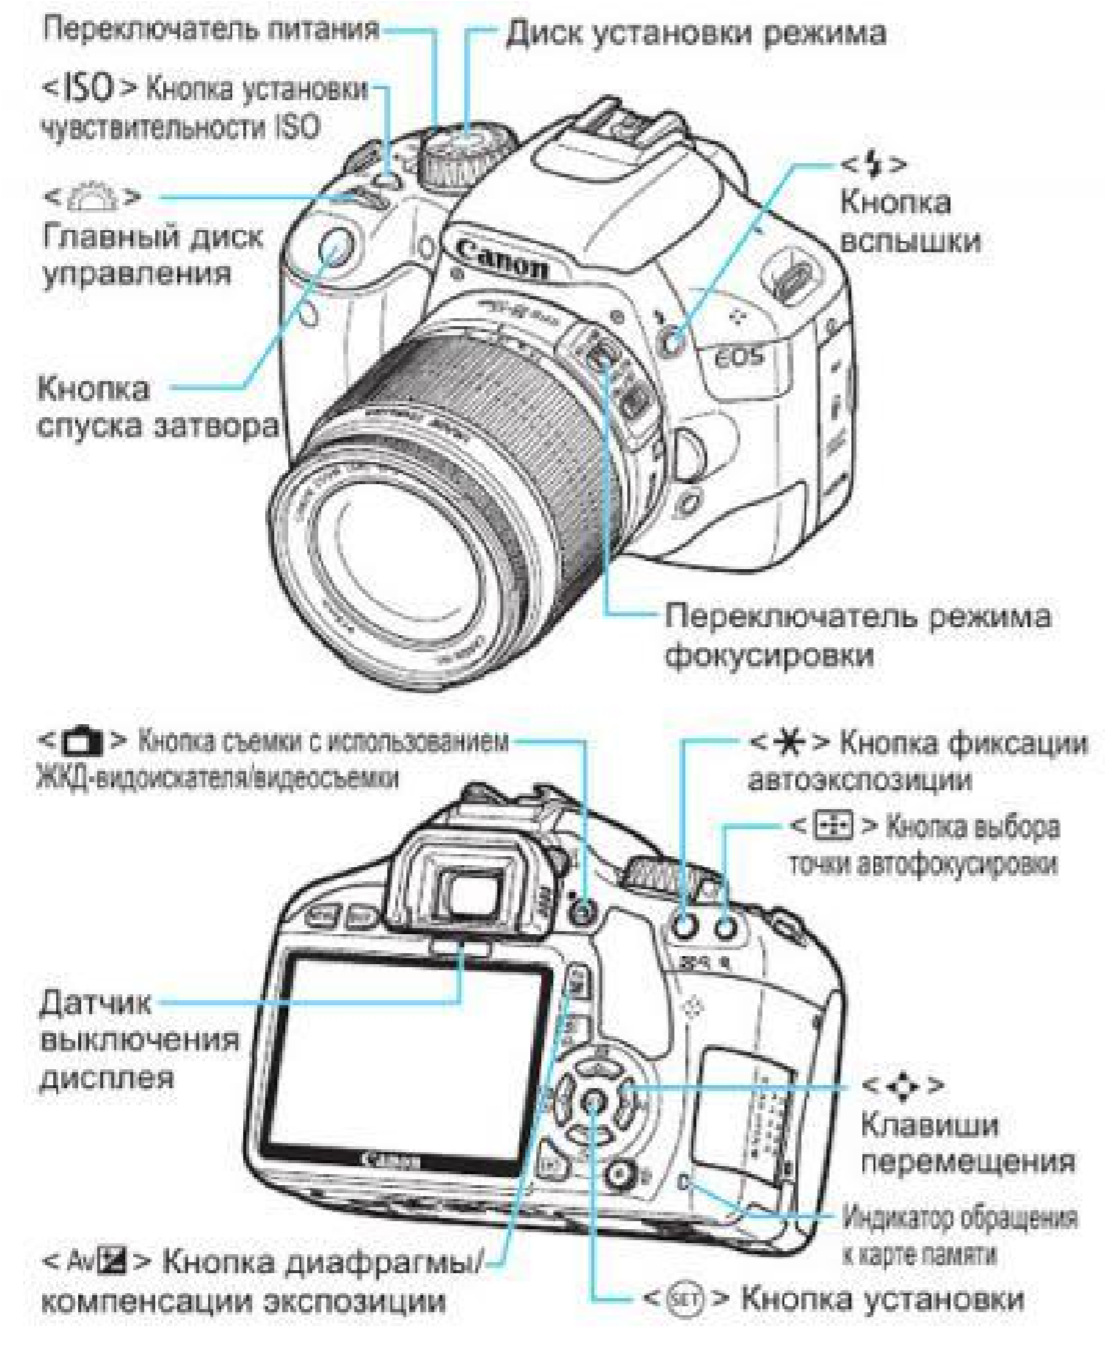 Переключатель питания
Диск установки режима
<ISO> Кнопка установки
чувствительности ISO
< >
Главный диск
управления
< >
Кнопка
вспышки
Canon
EOS
Кнопка
спуска затвора
Переключатель режима
фокусировки
< > Кнопка съемки с использованием
ЖКД-видоискателя/видеосъемки
< > Кнопка фиксации
автоэкспозиции
< > Кнопка выбора
точки автофокусировки
Датчик
выключения
дисплея
Canon
< >
Клавиши
перемещения
Индикатор обращения
к карте памяти
< Av > Кнопка диафрагмы/
компенсации экспозиции
< SET > Кнопка установки